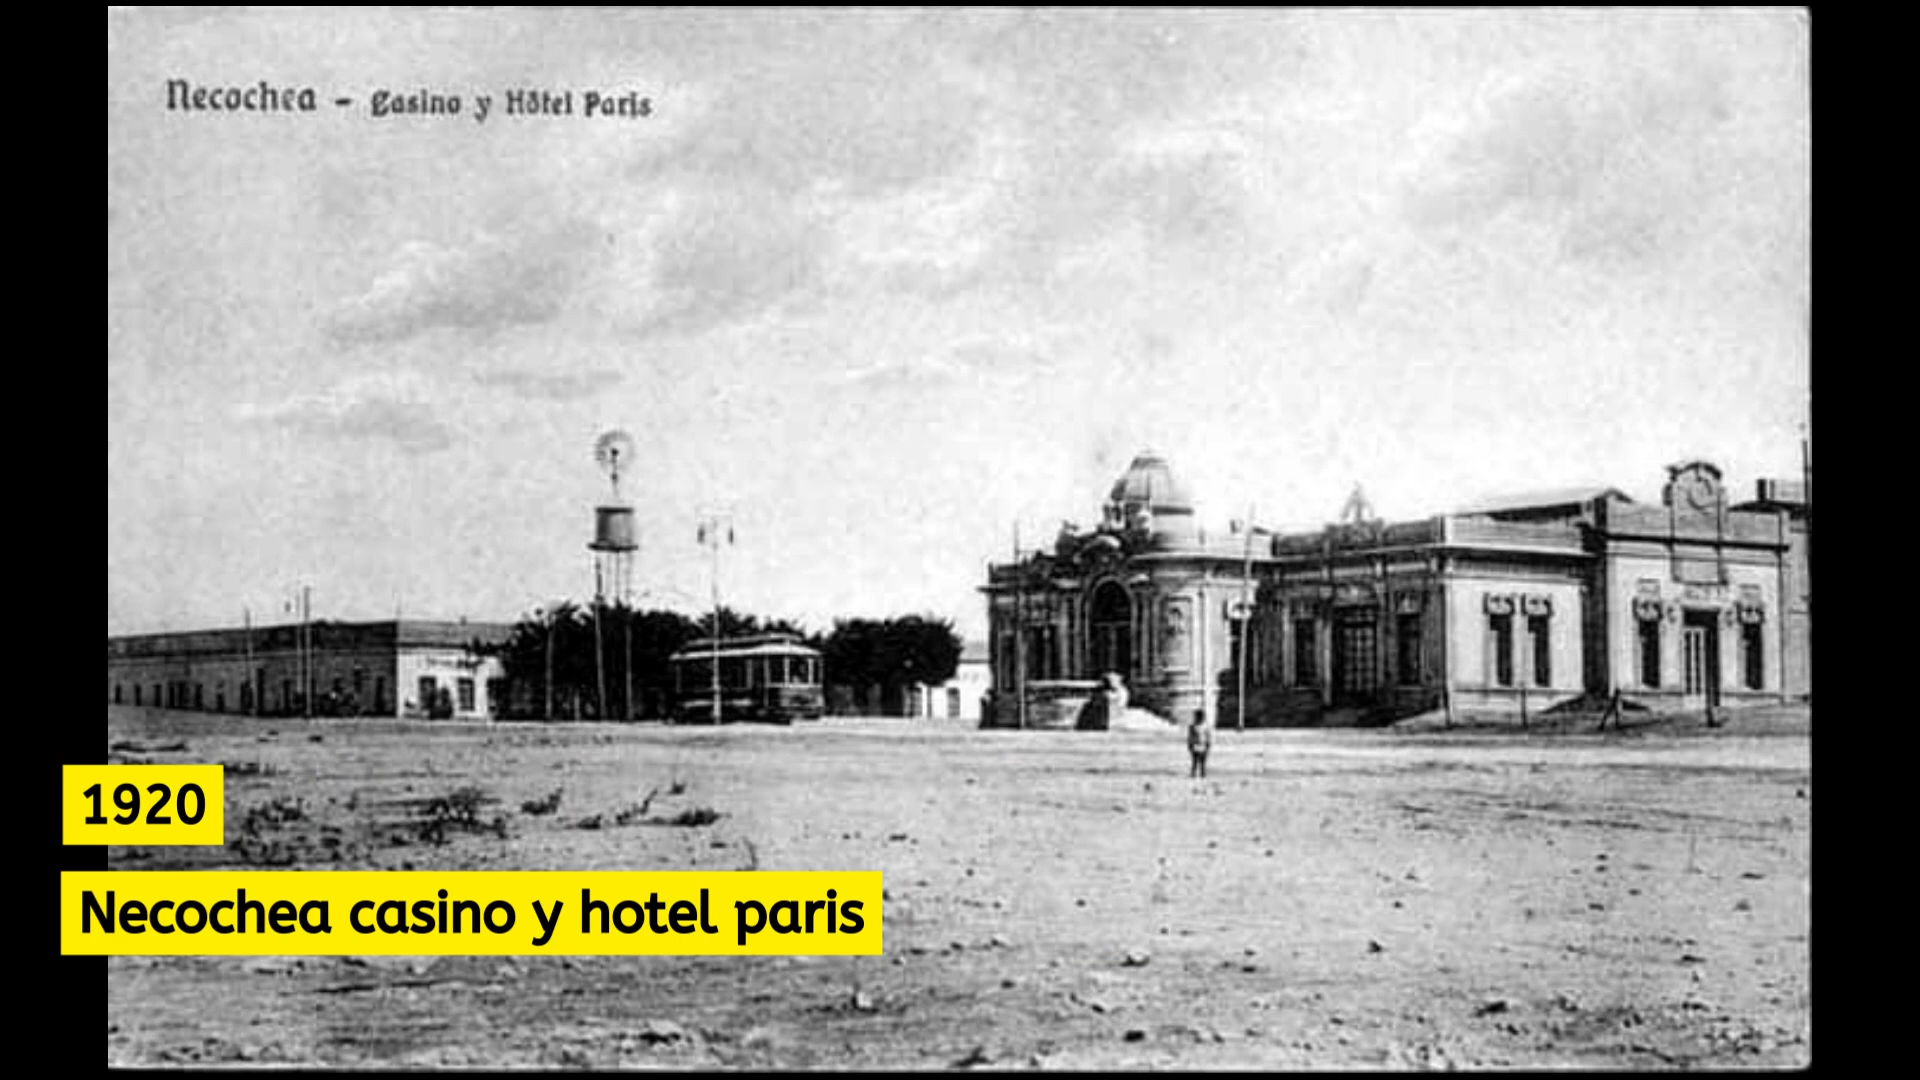 Necochea - Casino y Hôtel Paris
1920
Necochea casino y hotel paris